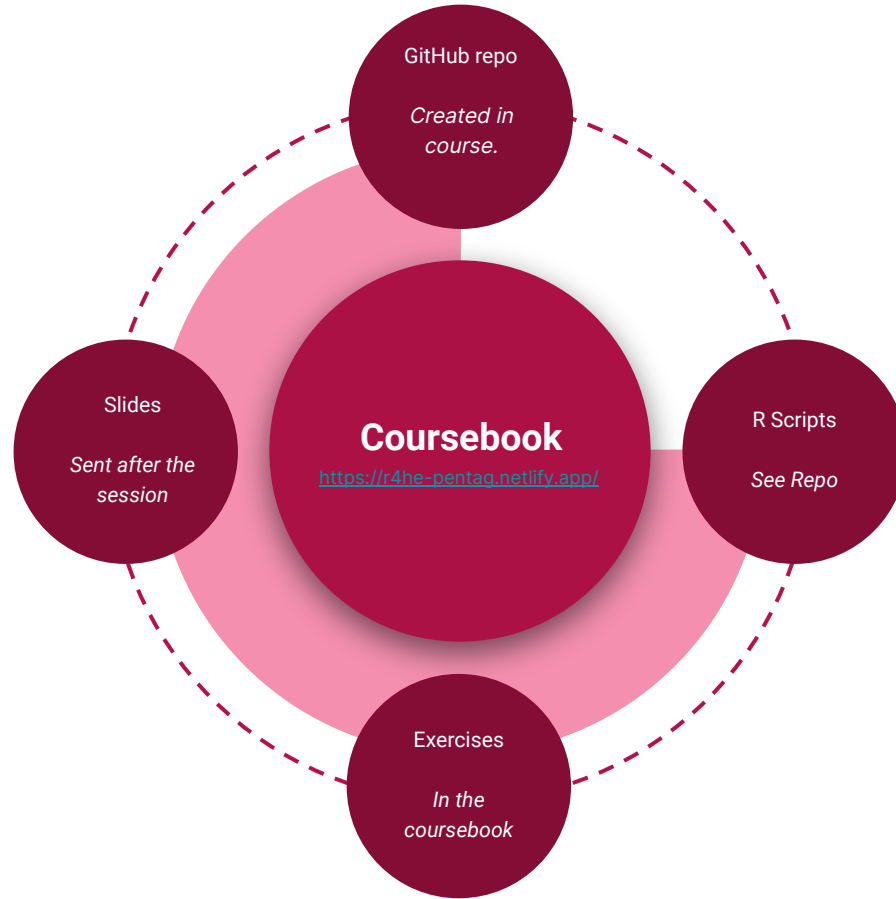 GitHub repo
Created in
course.
Slides
Sent after the
session
Coursebook
https://r4he-pentag.netlify.app/
R Scripts
See Repo
Exercises
In the
coursebook